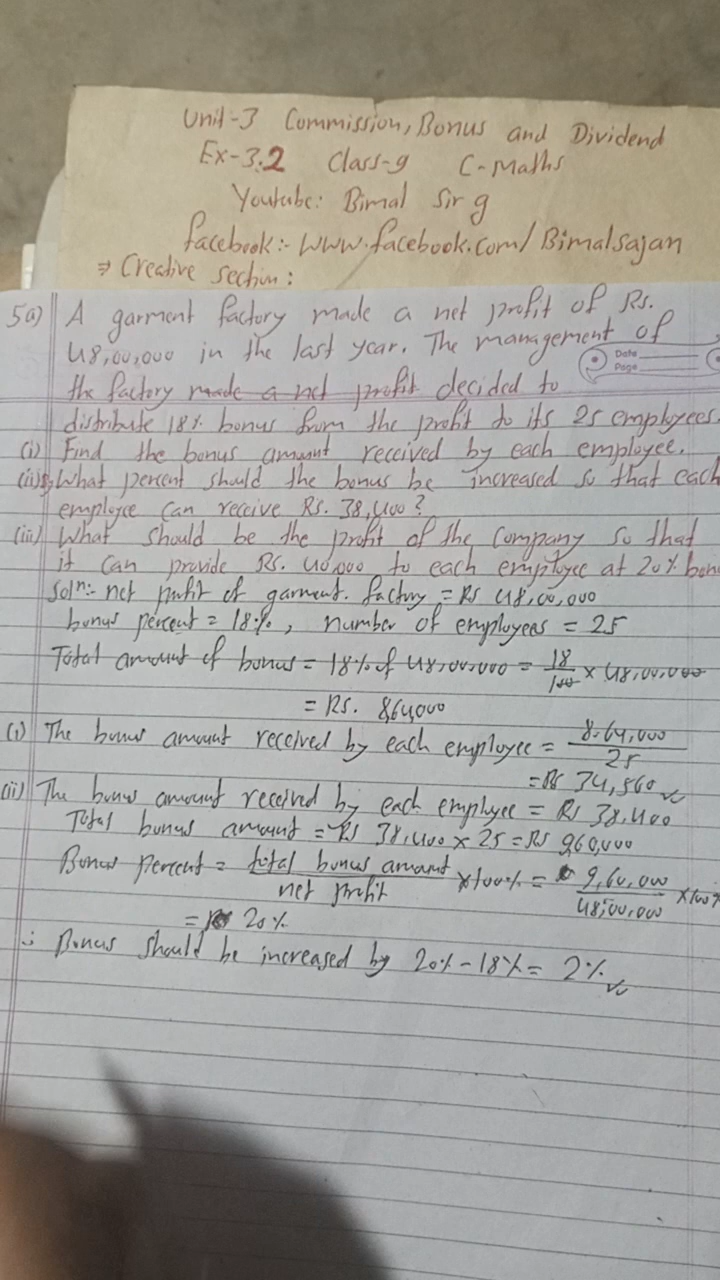 Unit-3 Commission, Bonus and Dividend
Ex-3.2 Class-9 C-Maths
Youtube: Bimal Sir g
facebook:- www.facebook.com/Bimalsajan
⇒ Creative section:
5a) A garment factory made a net profit of Rs.
48,00,000 in the last year. The management of
Date
Page
the factory made a net profit decided to
distribute 18% bonus from the profit to its 25 employees.
(i) Find the bonus amount received by each employee.
(ii) What percent should the bonus be increased so that each
employee can receive Rs. 38,400?
(iii) What should be the profit of the company so that
it can provide Rs. 40,000 to each employee at 20% bon
Solⁿ:- net profit of garment factory = Rs 48,00,000
bonus percent = 18%, number of employees = 25
Total amount of bonus = 18% of 48,00,000 = 18/100 × 48,00,000
= Rs. 8,64,000
(i) The bonus amount received by each employee = 8,64,000/25
= Rs 34,560
(ii) The bonus amount received by each employee = Rs 38,400
Total bonus amount = Rs 38,400 × 25 = Rs 960,000
Bonus percent = total bonus amount/net profit × 100% = 9,60,000/48,00,000 × 100%
= 20%
∴ Bonus should be increased by 20% - 18% = 2%